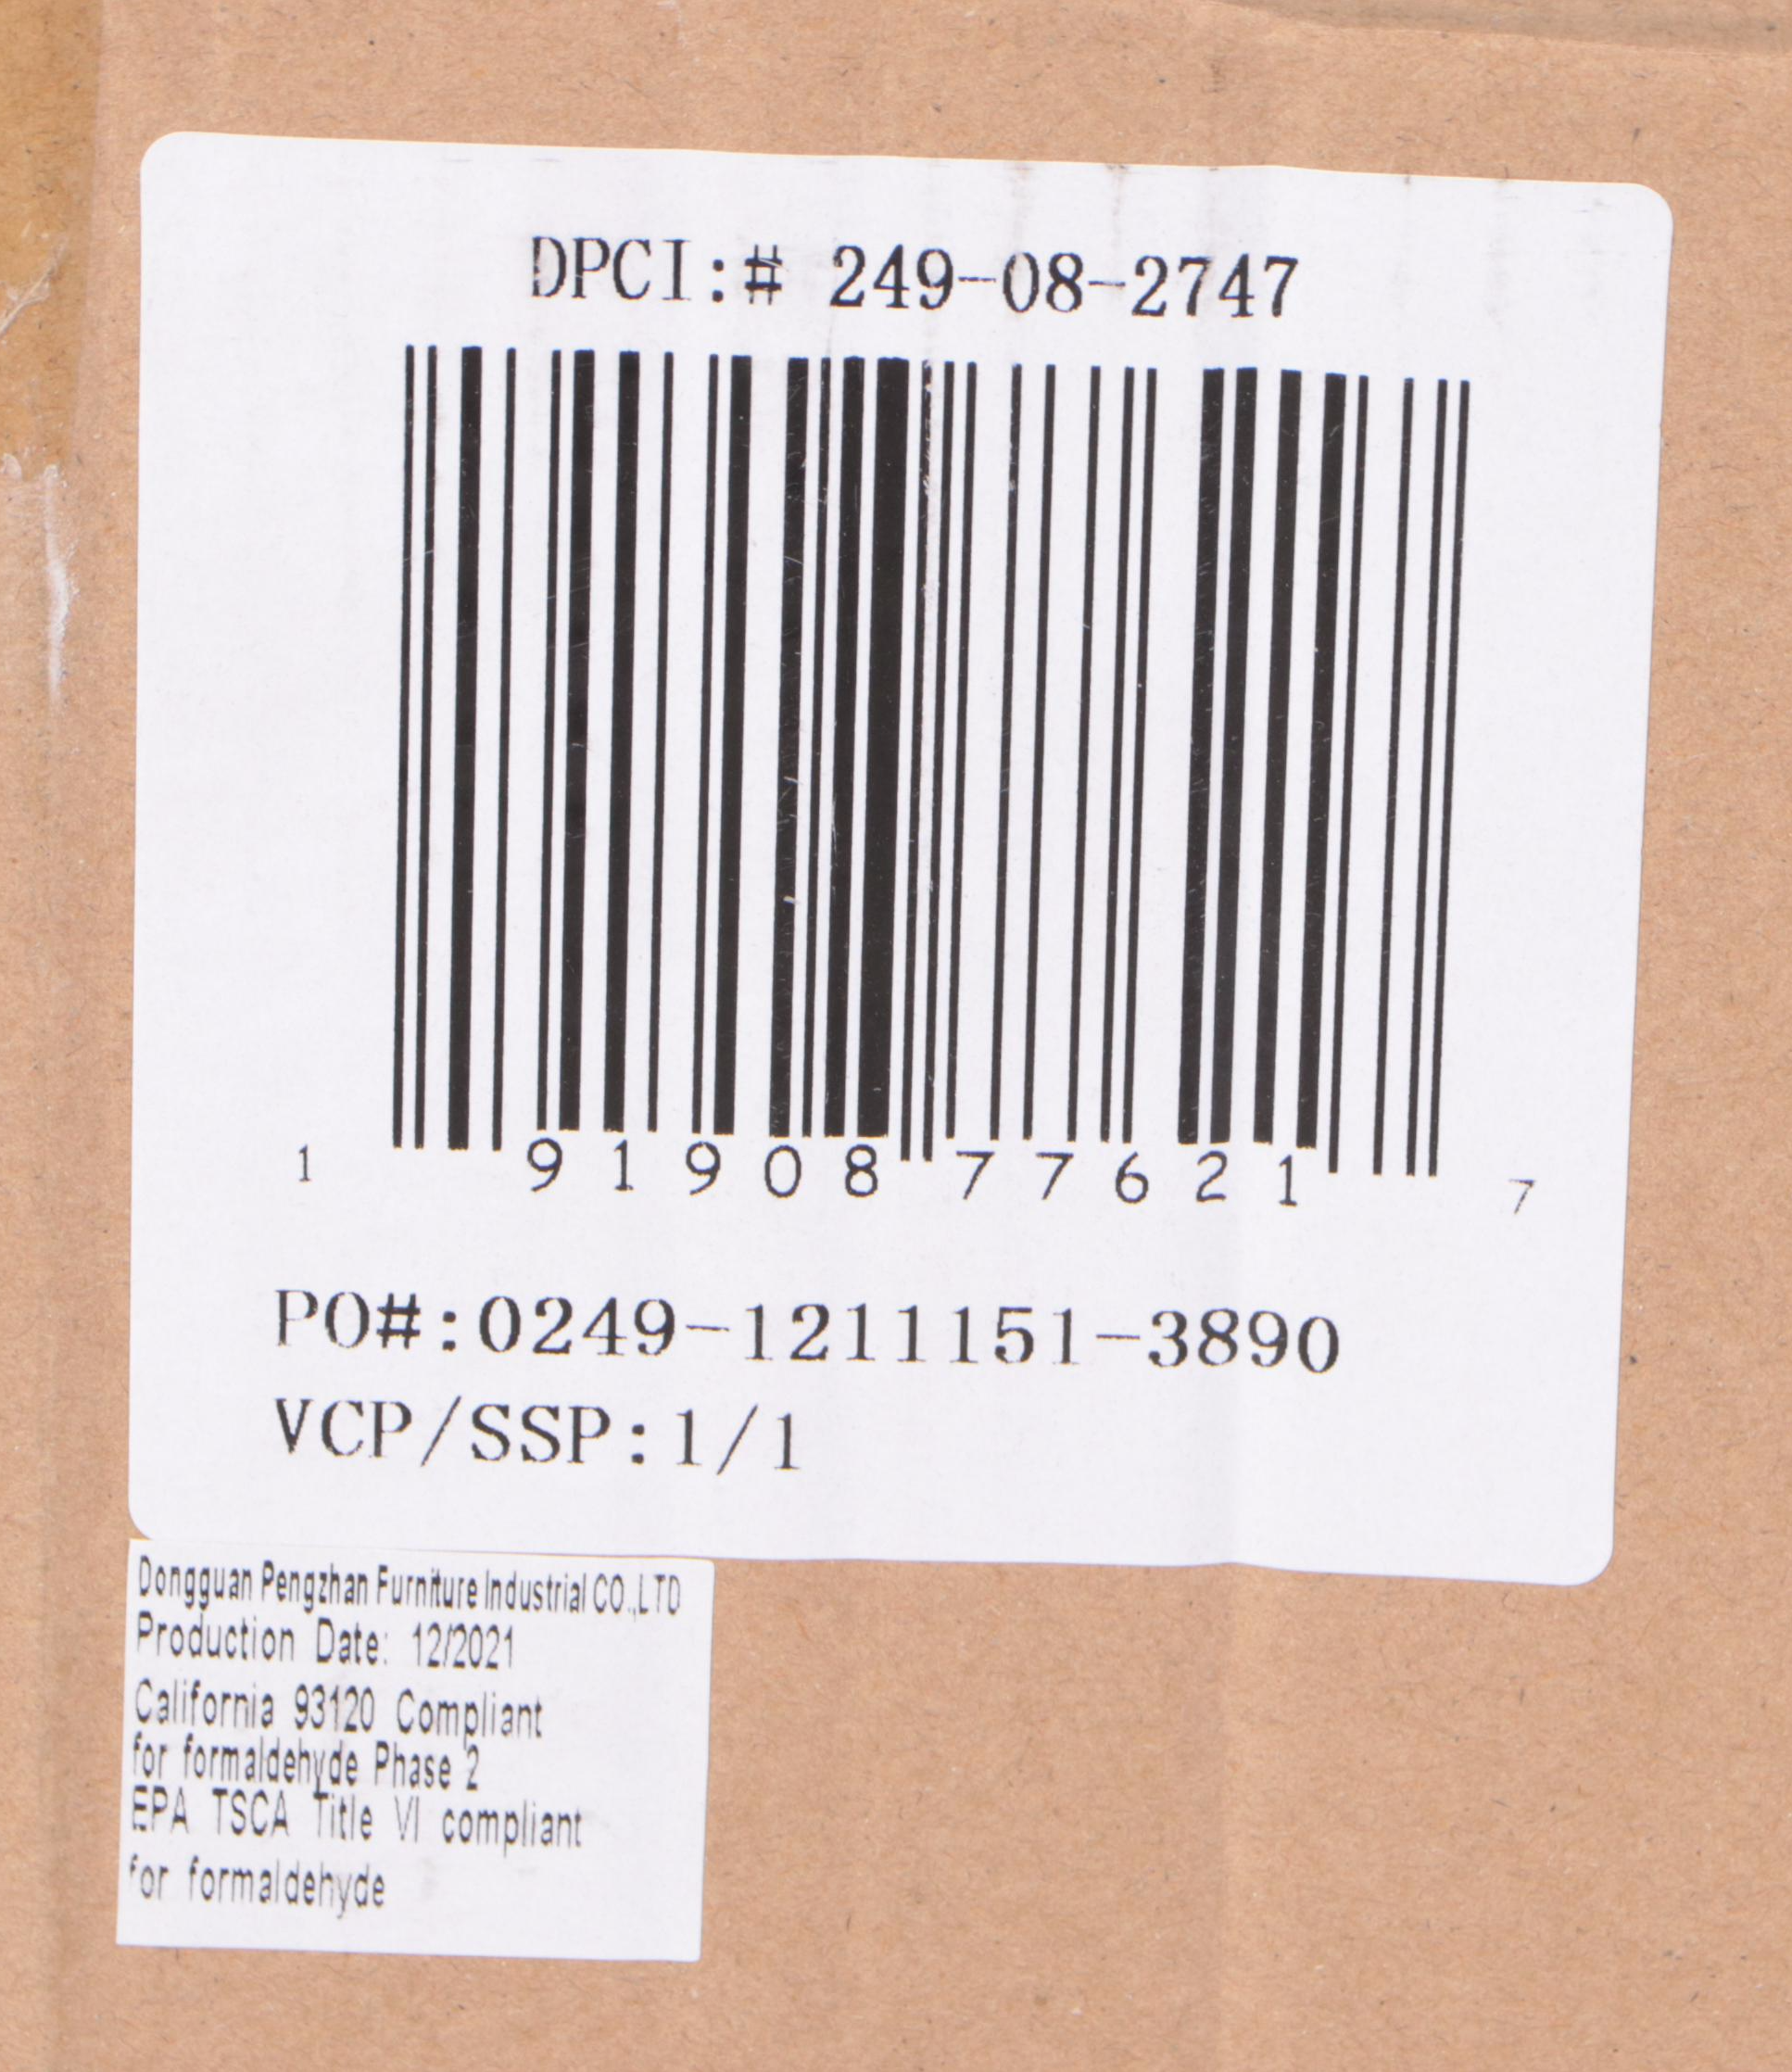 DPCI:# 249-08-2747
1 91908 77621 7
PO#:0249-1211151-3890
VCP/SSP:1/1
Dongguan Pengzhan Furniture Industrial CO.,LTD
Production Date: 12/2021
California 93120 Compliant
for formaldehyde Phase 2
EPA TSCA Title VI compliant
for formaldehyde